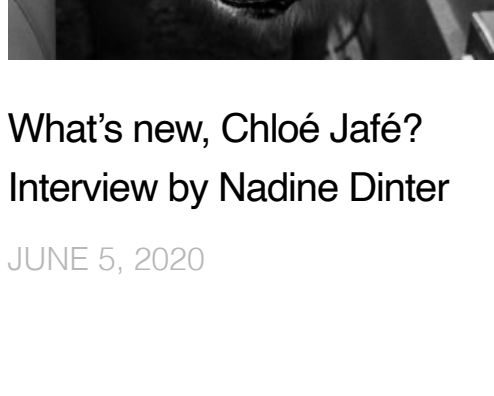 What’s new, Chloé Jafé?
Interview by Nadine Dinter
JUNE 5, 2020